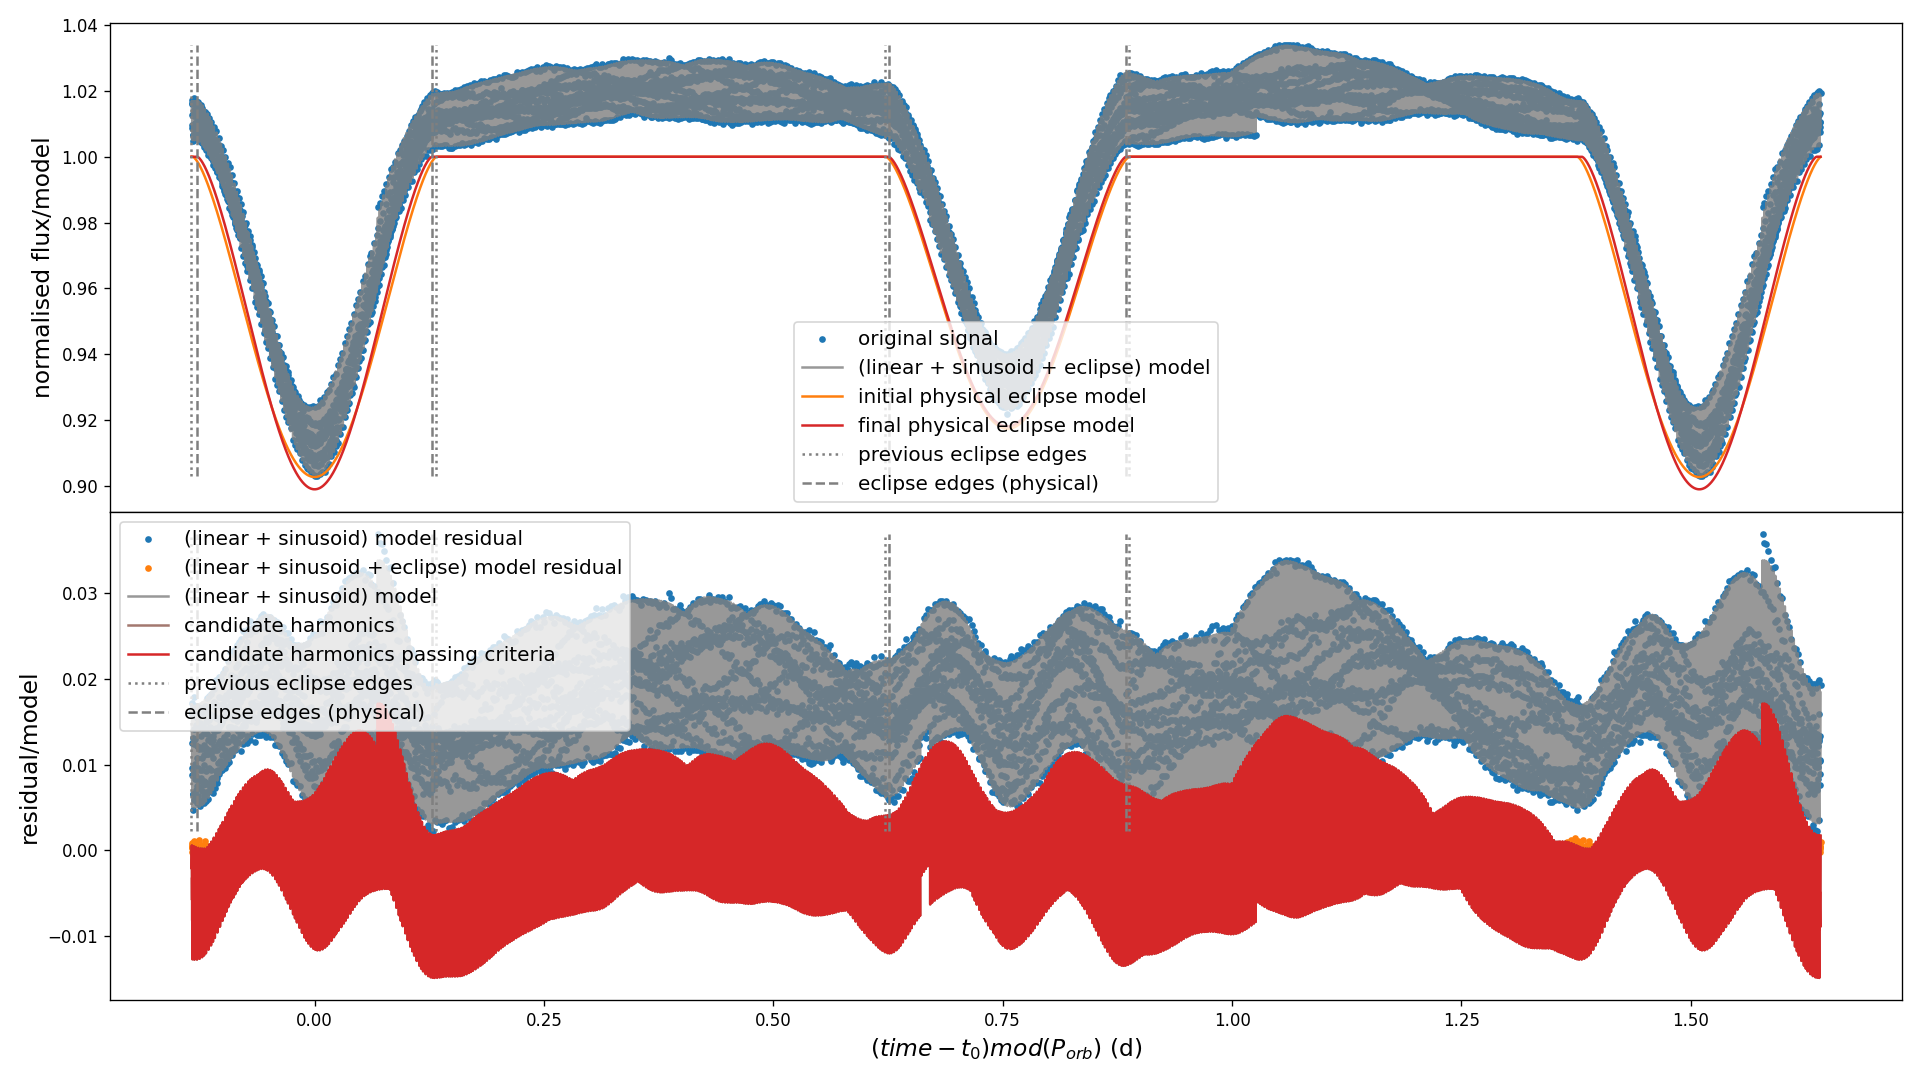 1.04
1.02
1.00
0.98
0.96
0.94
0.92
0.90
normalised flux/model
original signal
(linear + sinusoid + eclipse) model
initial physical eclipse model
final physical eclipse model
previous eclipse edges
eclipse edges (physical)
(linear + sinusoid) model residual
(linear + sinusoid + eclipse) model residual
(linear + sinusoid) model
candidate harmonics
candidate harmonics passing criteria
previous eclipse edges
eclipse edges (physical)
0.03
0.02
0.01
0.00
−0.01
residual/model
0.00 0.25 0.50 0.75 1.00 1.25 1.50
(time − t₀)mod(Pₒᵣb) (d)